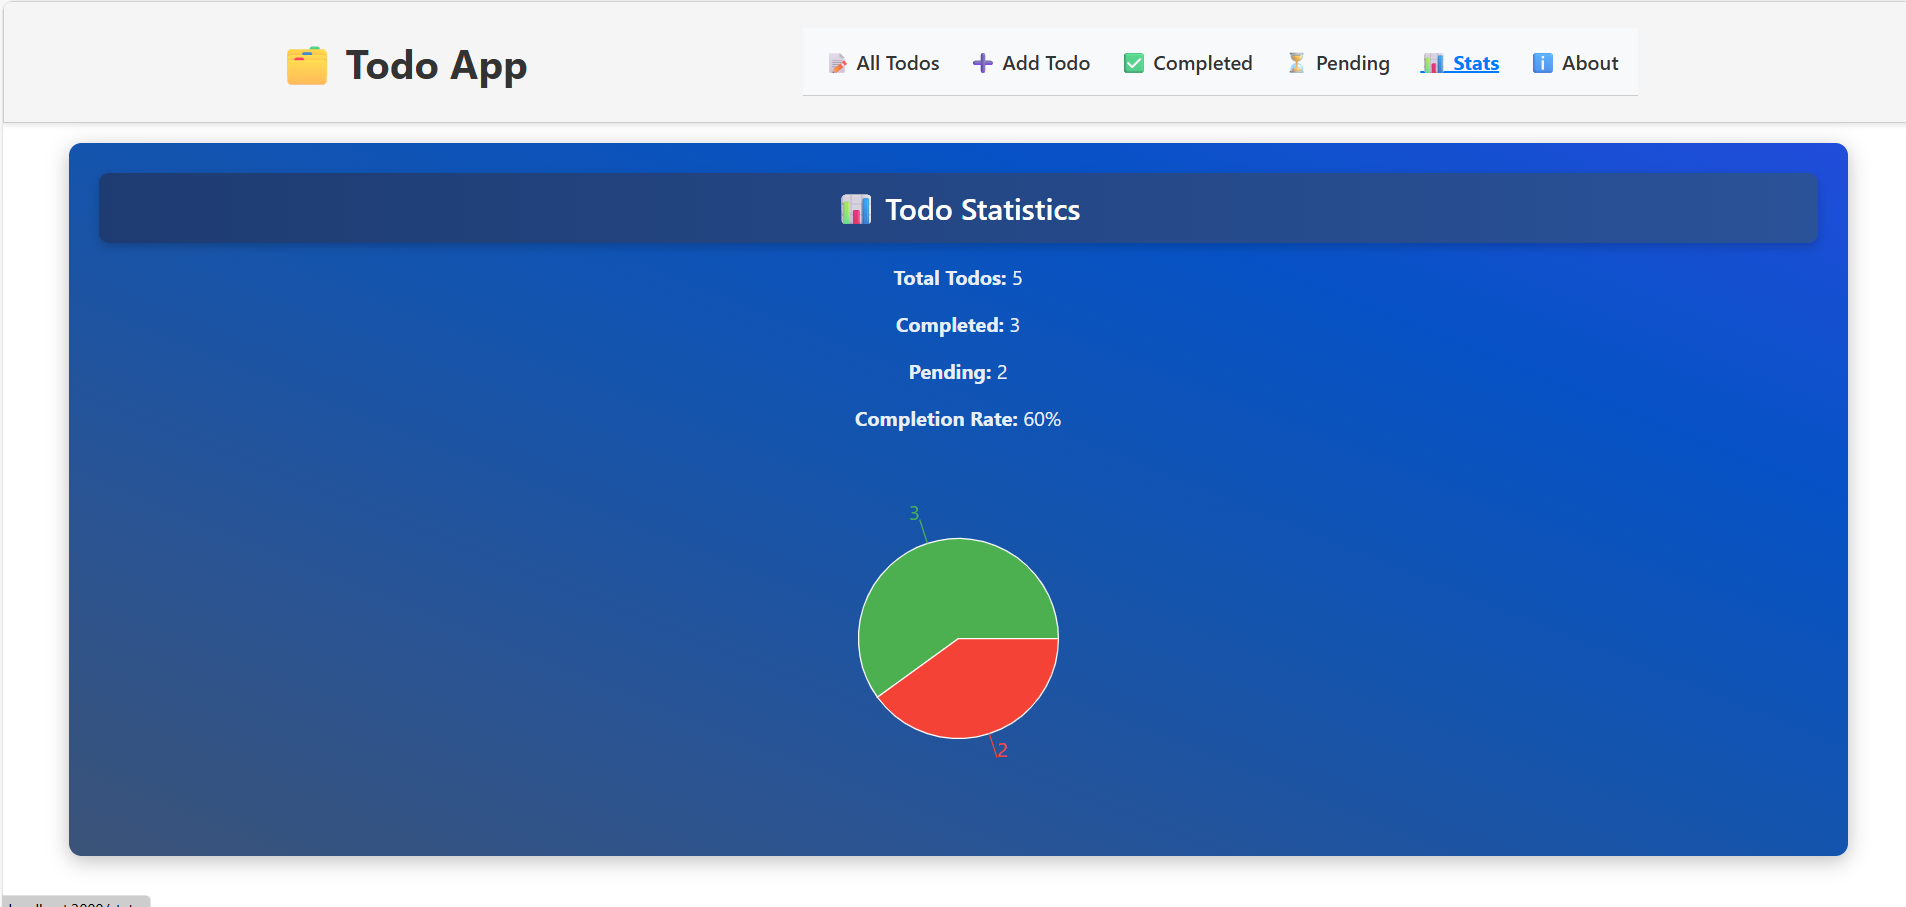 Todo App
All Todos
Add Todo
Completed
Pending
Stats
About
Todo Statistics
Total Todos: 5
Completed: 3
Pending: 2
Completion Rate: 60%
3
2